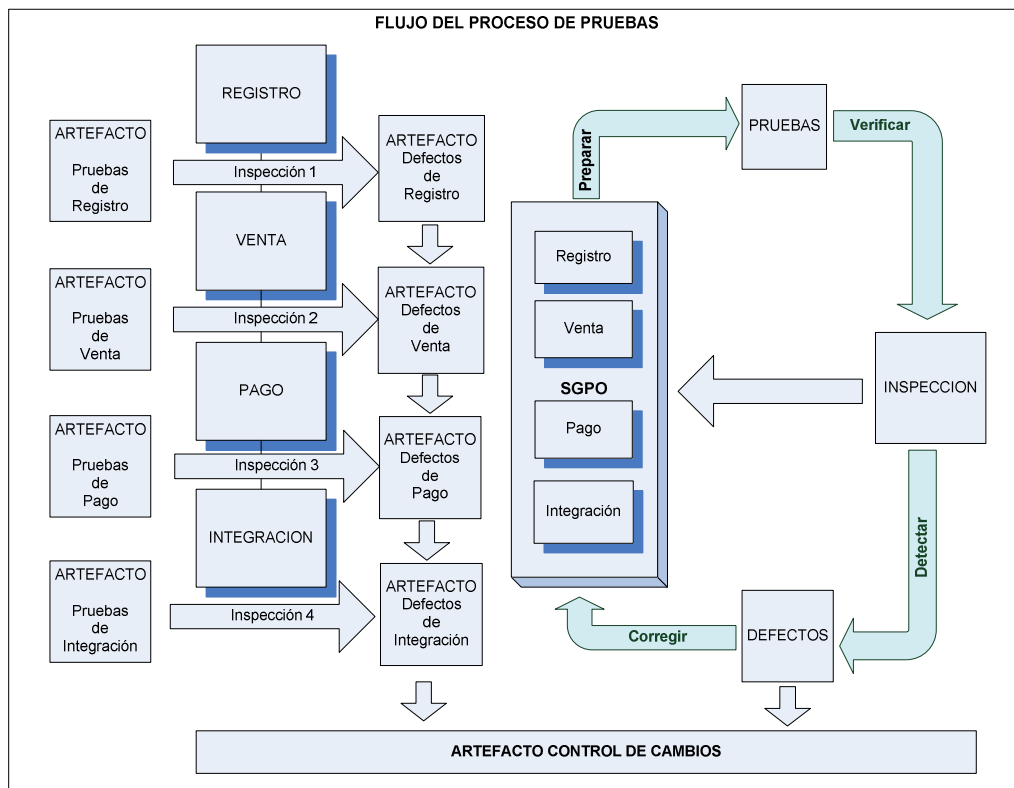 FLUJO DEL PROCESO DE PRUEBAS
REGISTRO
ARTEFACTO
Pruebas
de
Registro
Inspección 1
ARTEFACTO
Defectos
de
Registro
VENTA
ARTEFACTO
Pruebas
de
Venta
Inspección 2
ARTEFACTO
Defectos
de
Venta
PAGO
ARTEFACTO
Pruebas
de
Pago
Inspección 3
ARTEFACTO
Defectos
de
Pago
INTEGRACION
ARTEFACTO
Pruebas
de
Integración
Inspección 4
ARTEFACTO
Defectos
de
Integración
Preparar
PRUEBAS
Verificar
Registro
Venta
SGPO
Pago
Integración
INSPECCION
Detectar
DEFECTOS
Corregir
ARTEFACTO CONTROL DE CAMBIOS